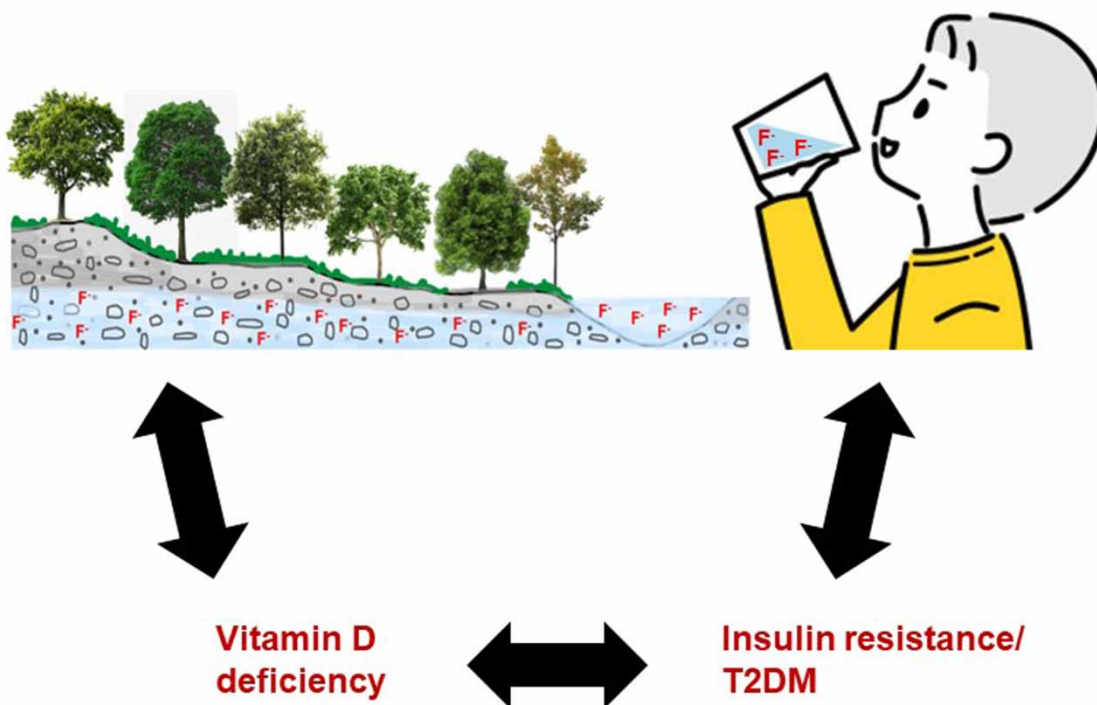 F-
F- F-
F- F- F- F- F- F-
F- F- F- F- F- F- F- F-
F- F- F-
Vitamin D
deficiency
Insulin resistance/
T2DM